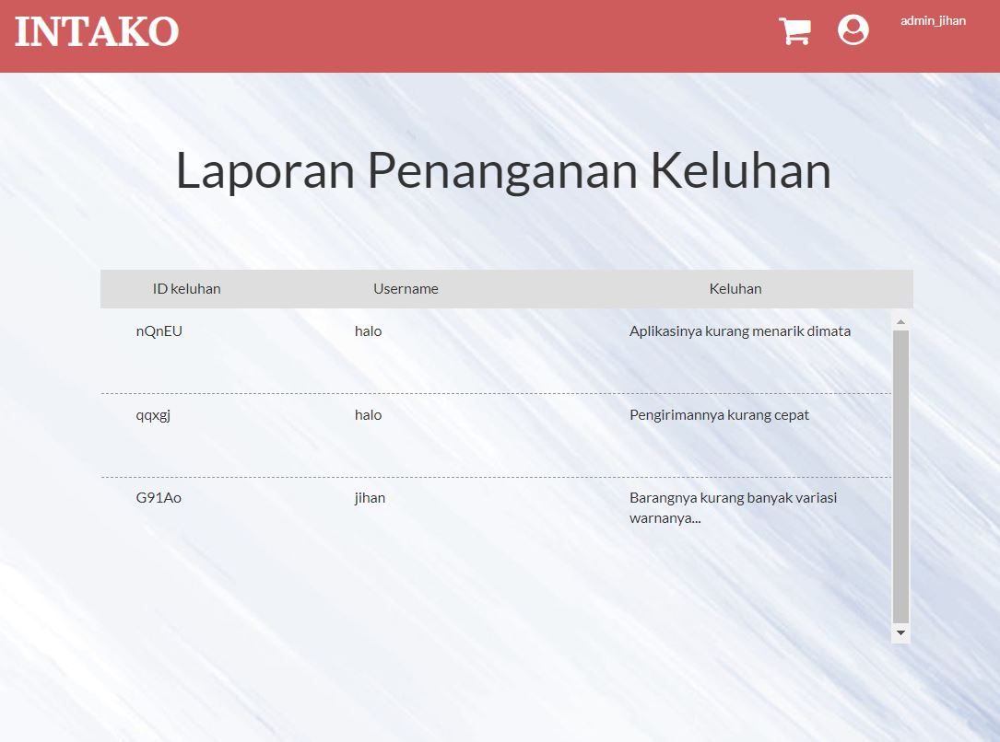 INTAKO
admin_jihan
Laporan Penanganan Keluhan
ID keluhan Username Keluhan
nQnEU halo Aplikasinya kurang menarik dimata
qqxgj halo Pengirimannya kurang cepat
G91Ao jihan Barangnya kurang banyak variasi
warnanya...